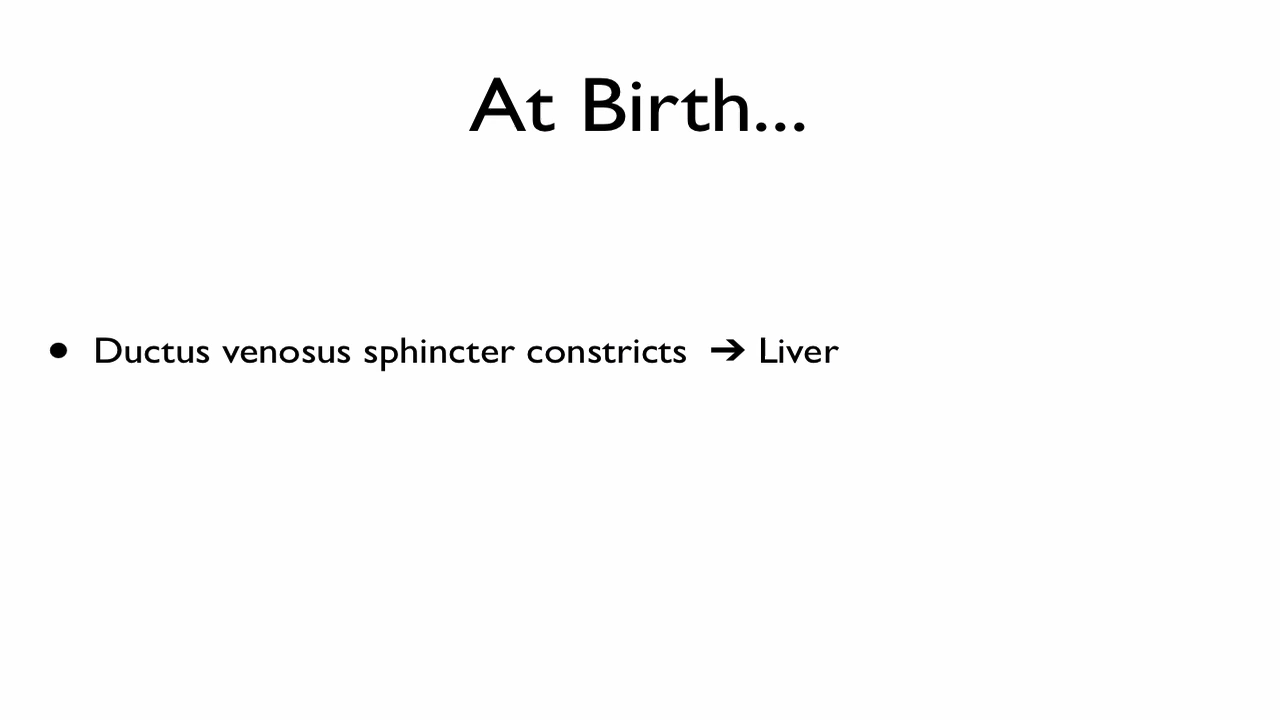 At Birth...
• Ductus venosus sphincter constricts ➔ Liver